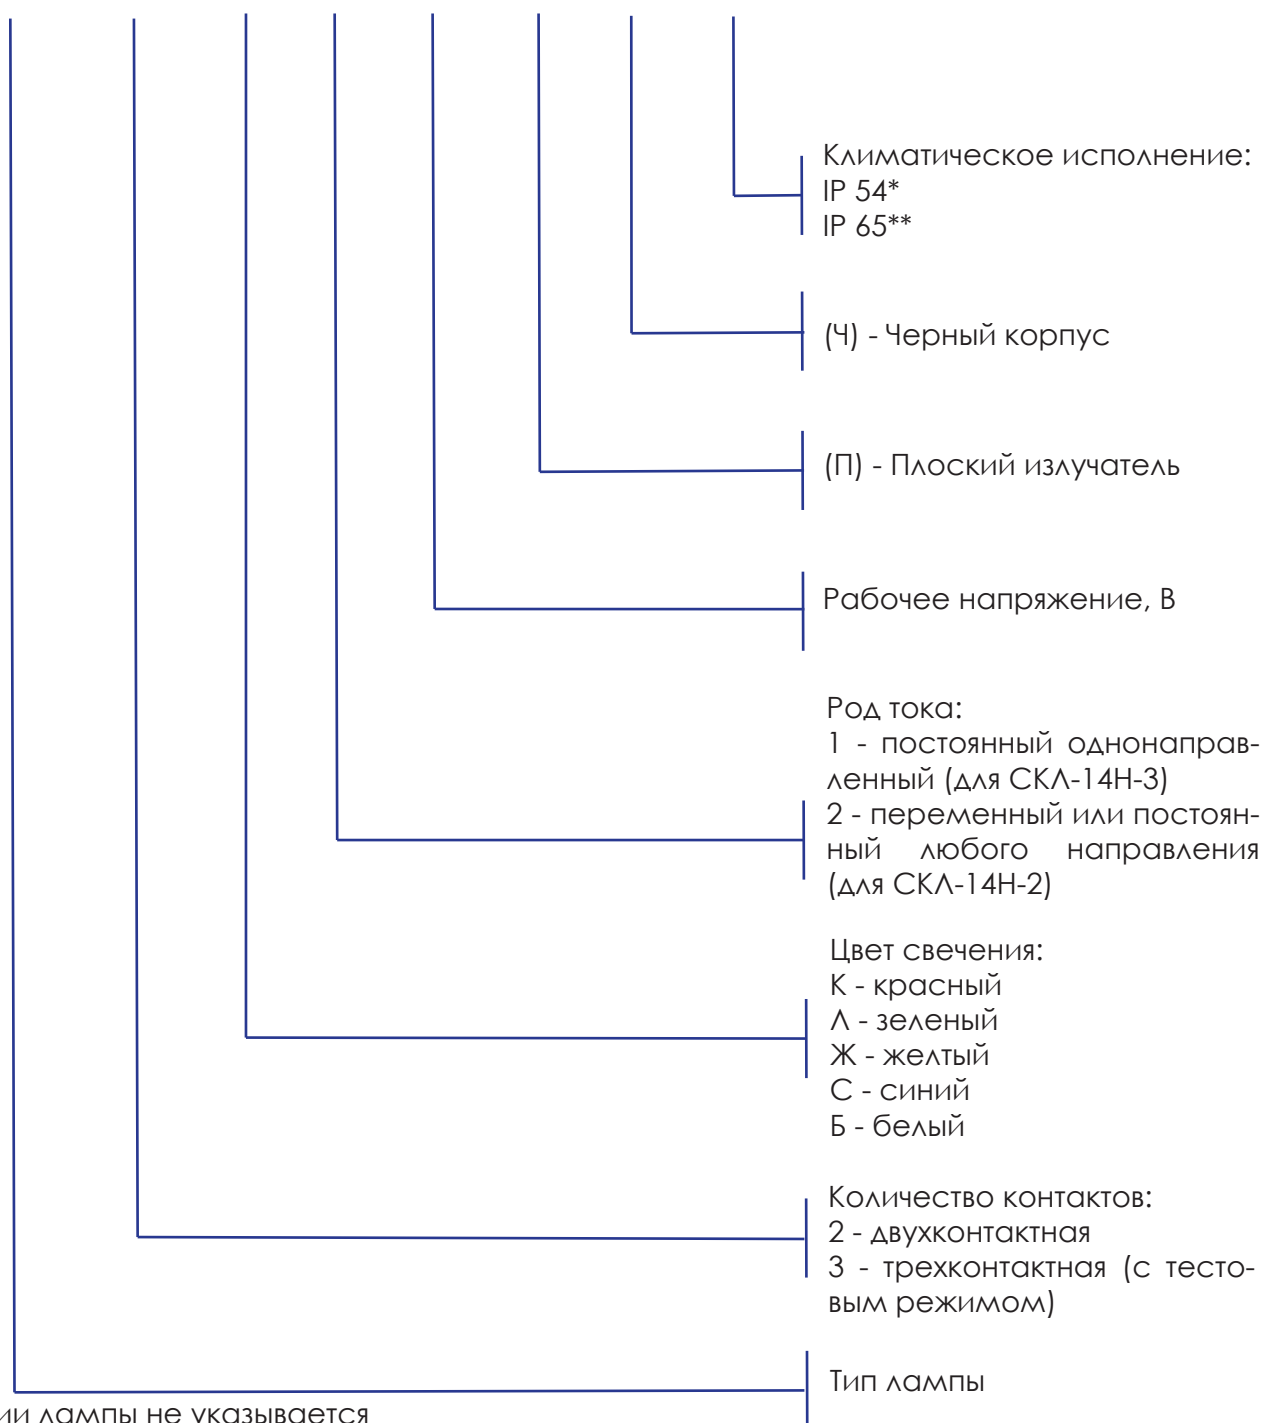 Климатическое исполнение:
IP 54*
IP 65**
(Ч) - Черный корпус
(П) - Плоский излучатель
Рабочее напряжение, В
Род тока:
1 - постоянный однонаправ-
ленный (для СКЛ-14Н-3)
2 - переменный или постоян-
ный любого направления
(для СКЛ-14Н-2)
Цвет свечения:
К - красный
Л - зеленый
Ж - желтый
С - синий
Б - белый
Количество контактов:
2 - двухконтактная
3 - трехконтактная (с тесто-
вым режимом)
Тип лампы
лампы не указывается